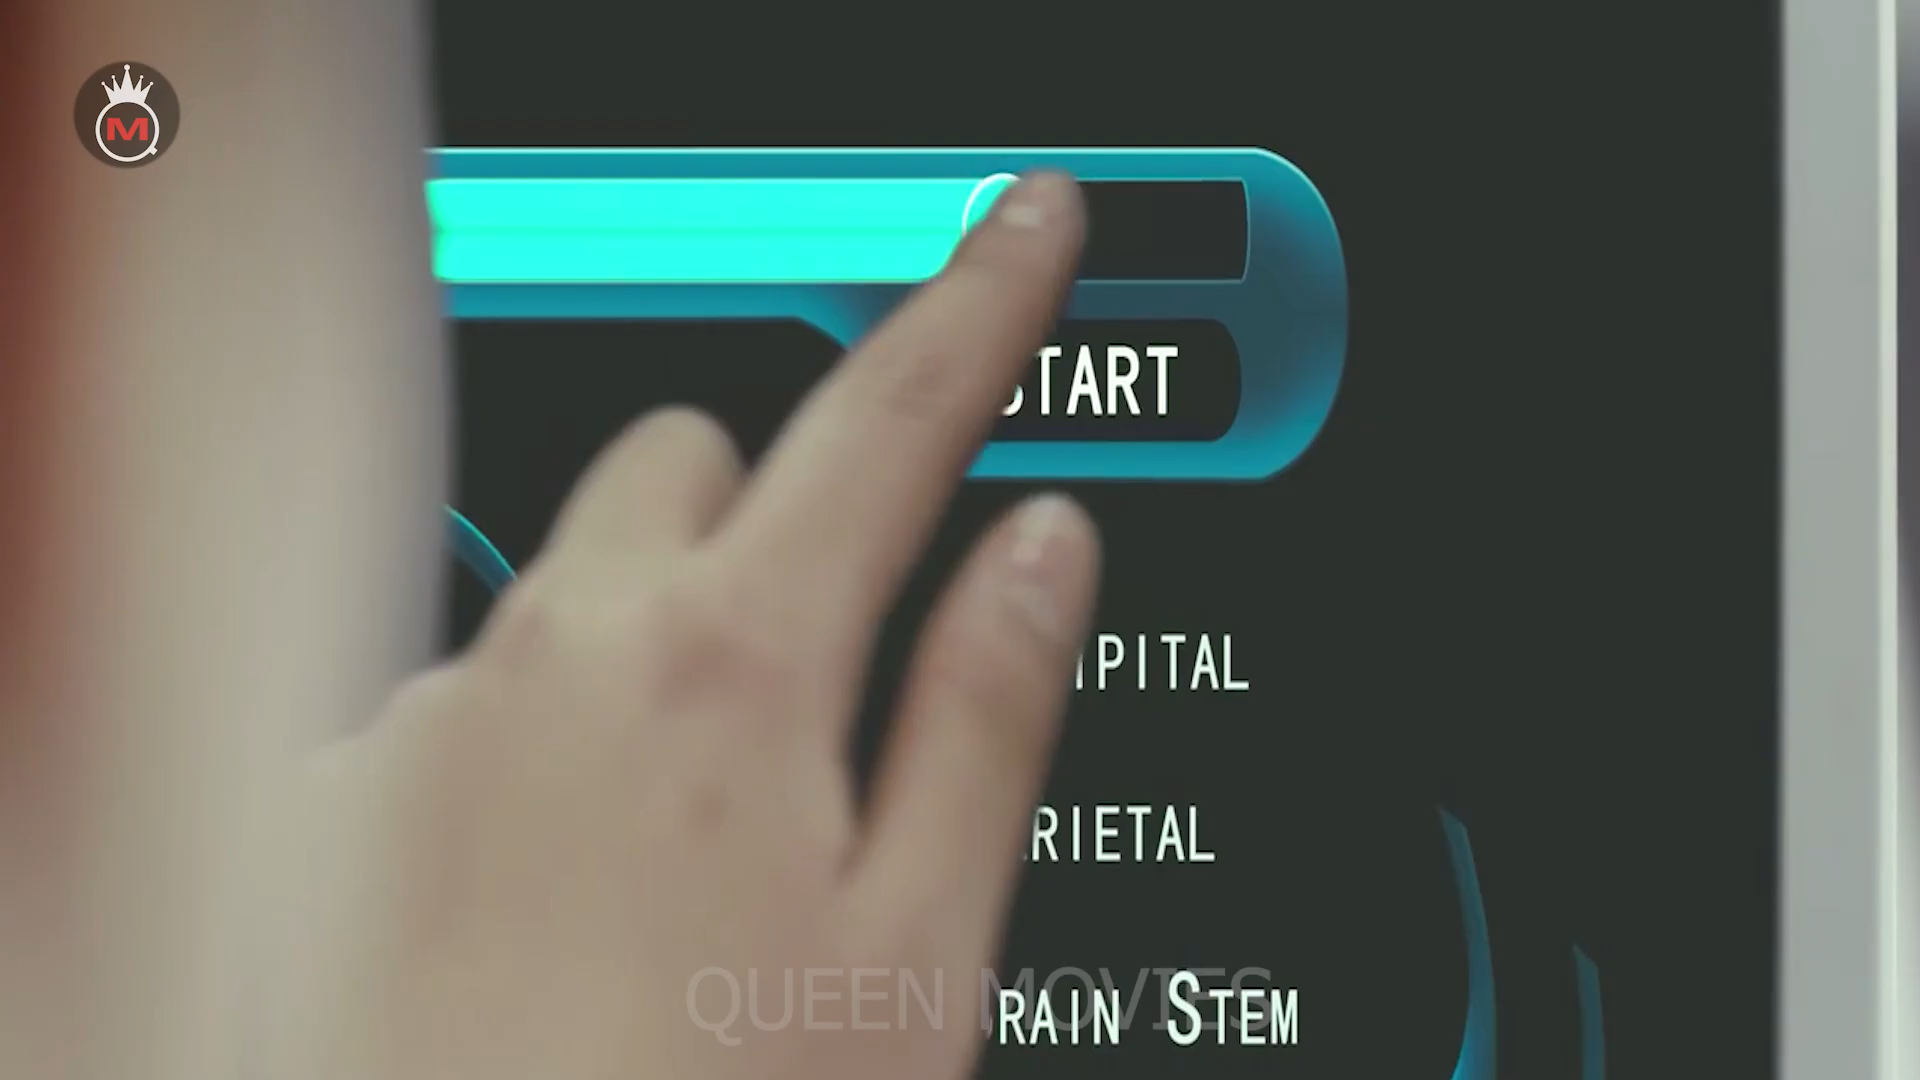 M
START
IPITAL
RIETAL
RAIN STEM
QUEEN MOVIES